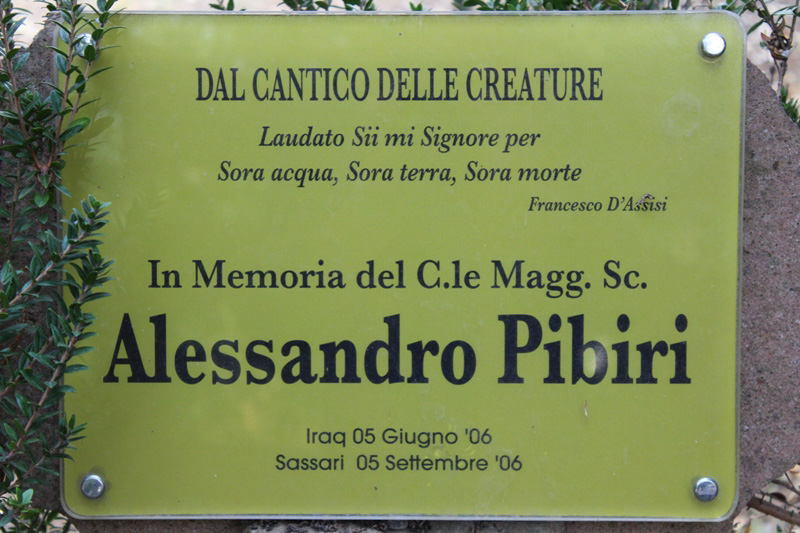 DAL CANTICO DELLE CREATURE
Laudato Sii mi Signore per
Sora acqua, Sora terra, Sora morte
Francesco D'Assisi
In Memoria del C.le Magg. Sc.
Alessandro Pibiri
Iraq 05 Giugno '06
Sassari 05 Settembre '06